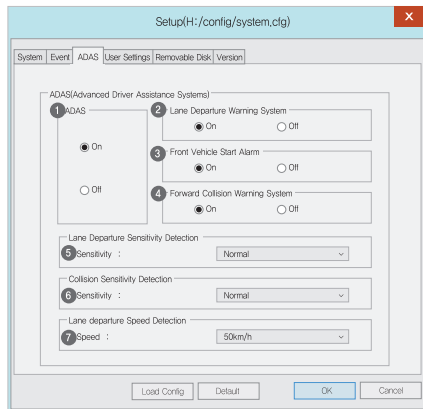 Setup(H:/config/system,cfg)
X
System Event ADAS User Settings Removable Disk Version
ADAS(Advanced Driver Assistance Systems)
1 ADAS
On
Off
2 Lane Departure Warning System
On Off
3 Front Vehicle Start Alarm
On Off
4 Forward Collision Warning System
On Off
Lane Departure Sensitivity Detection
5 Sensitivity : Normal
Collision Sensitivity Detection
6 Sensitivity : Normal
Lane departure Speed Detection
7 Speed : 50km/h
Load Config Default OK Cancel